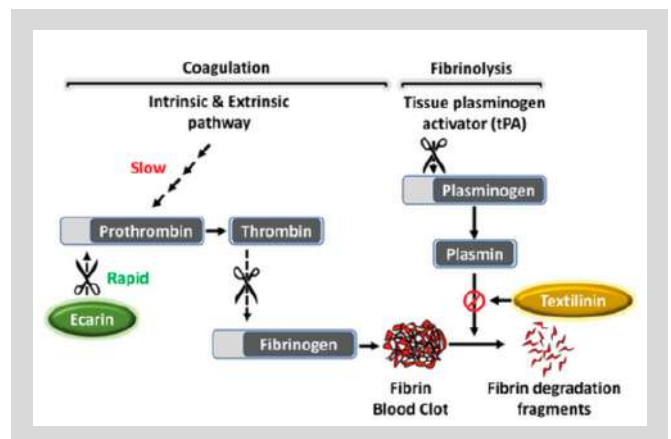 Coagulation
Fibrinolysis
Intrinsic & Extrinsic
pathway
Tissue plasminogen
activator (tPA)
Slow
Plasminogen
Prothrombin
Thrombin
Plasmin
Rapid
Ecarin
Textilinin
Fibrinogen
Fibrin
Blood Clot
Fibrin degradation
fragments